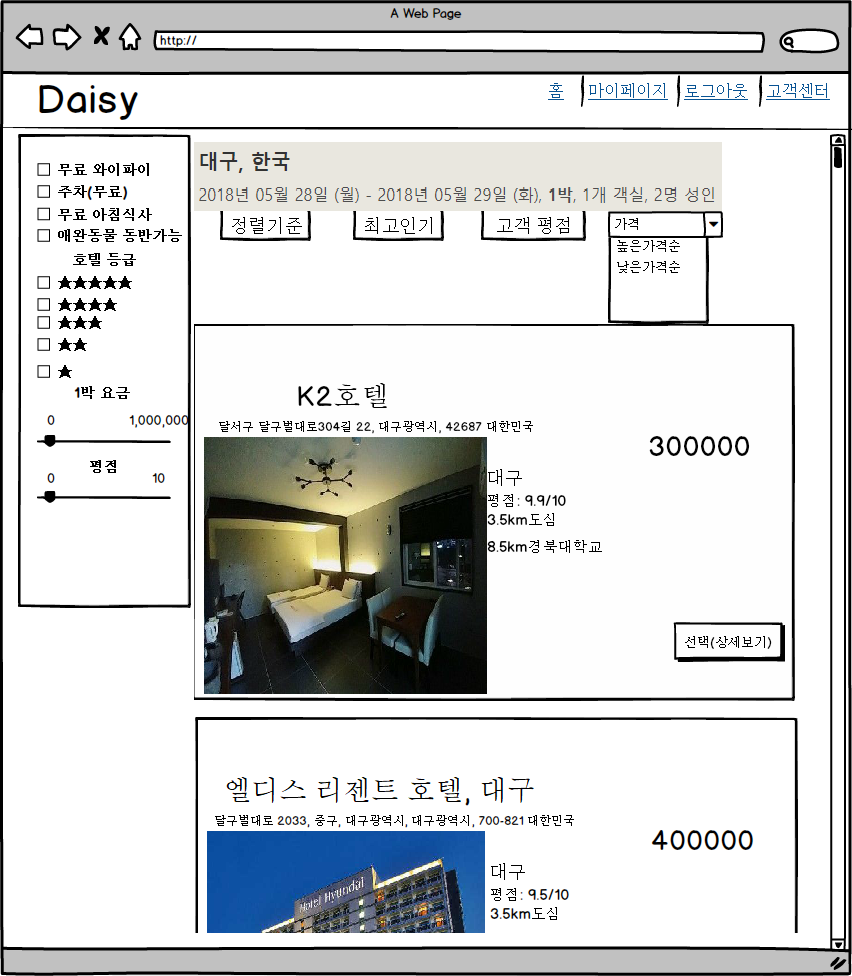 A Web Page
http://
Daisy
홈 마이페이지 로그아웃 고객센터
무료 와이파이
주차(무료)
무료 아침식사
애완동물 동반가능
호텔 등급
★★★★★
★★★★
★★★
★★
★
1박 요금
0 1,000,000
평점
0 10
대구, 한국
2018년 05월 28일 (월) - 2018년 05월 29일 (화), 1박, 1개 객실, 2명 성인
정렬기준 최고인기 고객 평점 가격
높은가격순
낮은가격순
K2호텔
달서구 달구벌대로304길 22, 대구광역시, 42687 대한민국
300000
대구
평점: 9.9/10
3.5km도심
8.5km경북대학교
선택(상세보기)
엘디스 리젠트 호텔, 대구
달구벌대로 2033, 중구, 대구광역시, 대구광역시, 700-821 대한민국
400000
Hotel Hyundai
대구
평점: 9.5/10
3.5km도심